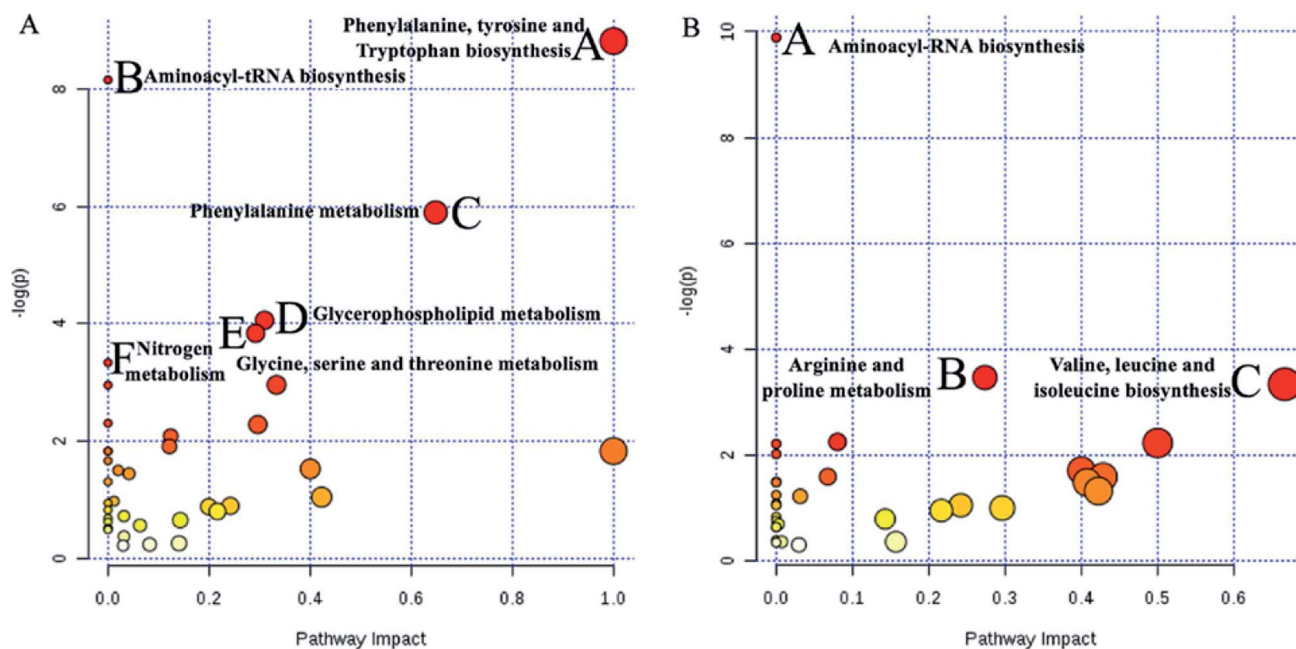 A
Phenylalanine, tyrosine and
Tryptophan biosynthesis
A
B Aminoacyl-tRNA biosynthesis
Phenylalanine metabolism C
D Glycerophospholipid metabolism
E
F Nitrogen
metabolism
Glycine, serine and threonine metabolism
-log(p)
8
6
4
2
0
0.0 0.2 0.4 0.6 0.8 1.0
Pathway Impact
B
A Aminoacyl-RNA biosynthesis
Arginine and
proline metabolism B
Valine, leucine and
isoleucine biosynthesis C
-log(p)
10
8
6
4
2
0
0.0 0.1 0.2 0.3 0.4 0.5 0.6
Pathway Impact